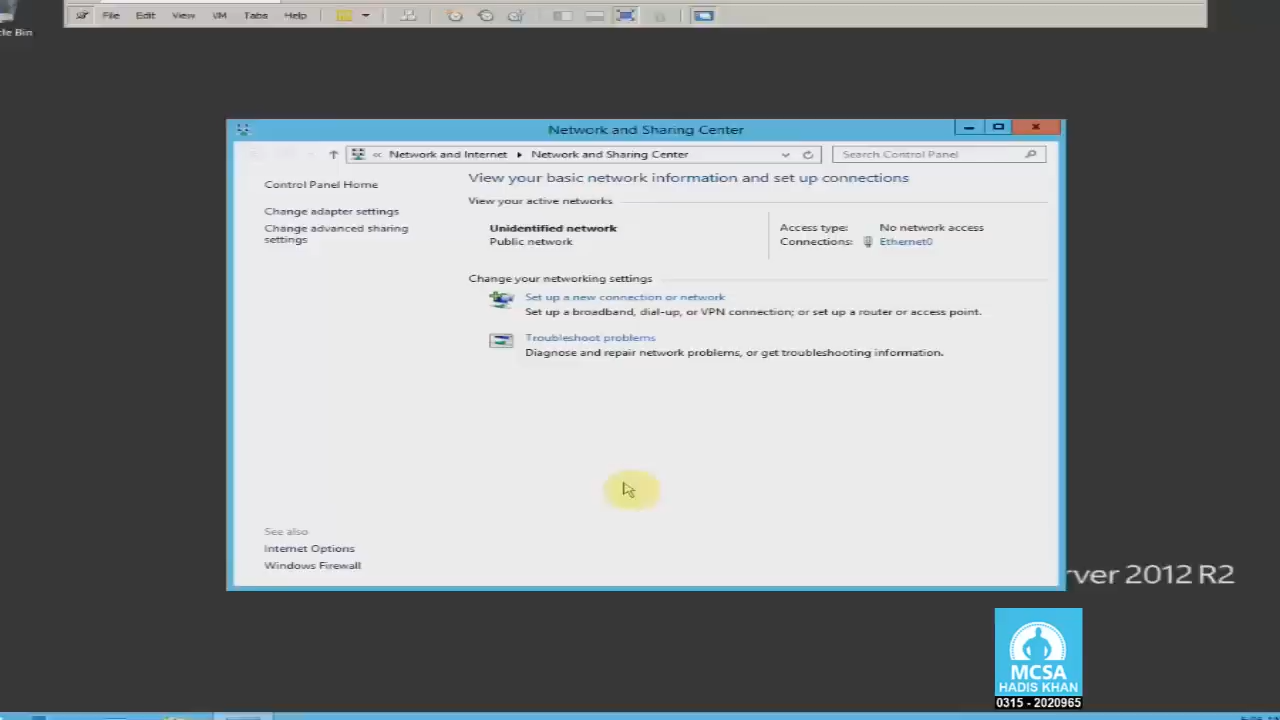 File Edit View VM Tabs Help
cle Bin
Network and Sharing Center
« Network and Internet Network and Sharing Center
Search Control Panel
Control Panel Home
Change adapter settings
Change advanced sharing
settings
View your basic network information and set up connections
View your active networks
Unidentified network
Public network
Access type: No network access
Connections: Ethernet0
Change your networking settings
Set up a new connection or network
Set up a broadband, dial-up, or VPN connection; or set up a router or access point.
Troubleshoot problems
Diagnose and repair network problems, or get troubleshooting information.
See also
Internet Options
Windows Firewall
rver 2012 R2
MCSA
HADIS KHAN
0315 - 2020965